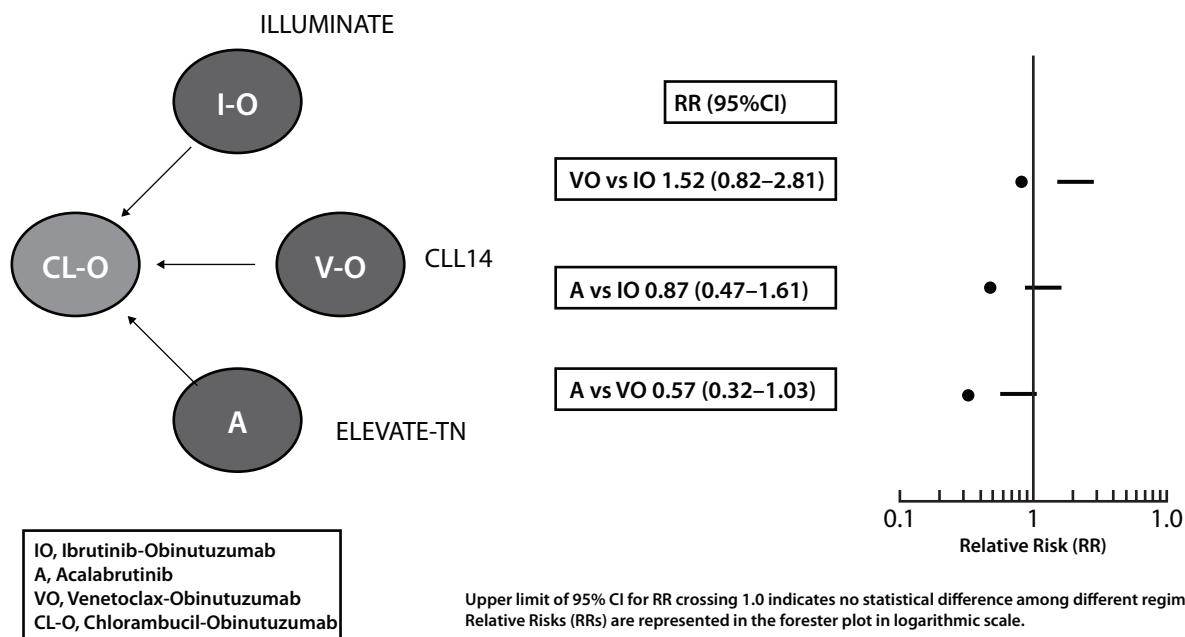 ILLUMINATE
I-O
RR (95%CI)
VO vs IO 1.52 (0.82–2.81)
CL-O
V-O
CLL14
A vs IO 0.87 (0.47–1.61)
A vs VO 0.57 (0.32–1.03)
A
ELEVATE-TN
0.1 1 1.0
Relative Risk (RR)
IO, Ibrutinib-Obinutuzumab
A, Acalabrutinib
VO, Venetoclax-Obinutuzumab
CL-O, Chlorambucil-Obinutuzumab
Upper limit of 95% CI for RR crossing 1.0 indicates no statistical difference among different regim
Relative Risks (RRs) are represented in the forester plot in logarithmic scale.